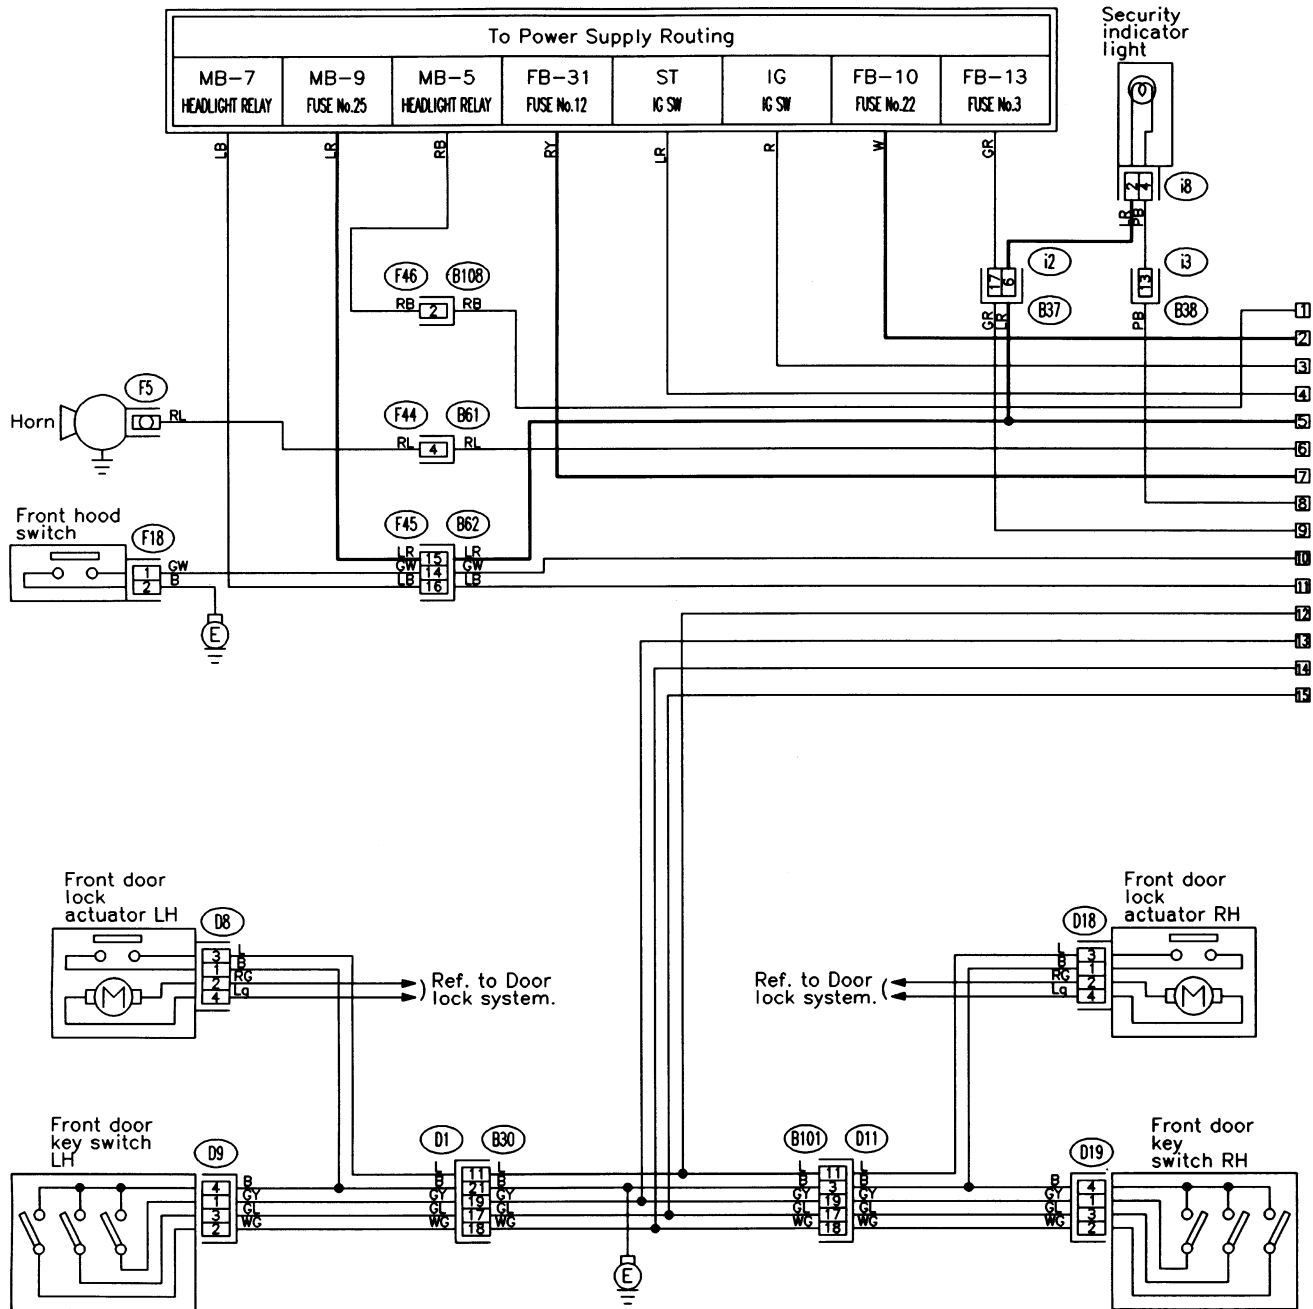 Security
indicator
light
To Power Supply Routing
MB-7 MB-9 MB-5 FB-31 ST IG FB-10 FB-13
HEADLIGHT RELAY FUSE No.25 HEADLIGHT RELAY FUSE No.12 IG SW IG SW FUSE No.22 FUSE No.3
LB LR RB RY LR R W GR
2 4 i8
LR PB
F46 B108 17 6 i2 13 i3
RB 2 RB GR LR B37 PB B38
1
2
3
4
F5
Horn RL F44 B61 5
RL 4 RL 6
7
8
9
Front hood
switch F18 F45 B62
LR 15 LR 10
1 GW GW 14 GW
2 B LB 16 LB 11
E
12
13
14
15
Front door
lock
actuator LH D8
3 L
1 B
2 RG
4 Lg
M
Ref. to Door
lock system.
Front door
lock
actuator RH
D18
L 3
B 1
RG 2
Lg 4
M
Ref. to Door
lock system.
Front door
key switch
LH D9 D1 B30 B101 D11 D19
Front door
key
switch RH
L 11 L L 11 L
4 B B 21 B B 3 B B 4
1 GY GY 19 GY GY 19 GY GY 1
3 GL GL 17 GL GL 17 GL GL 3
2 WG WG 18 WG WG 18 WG WG 2
E